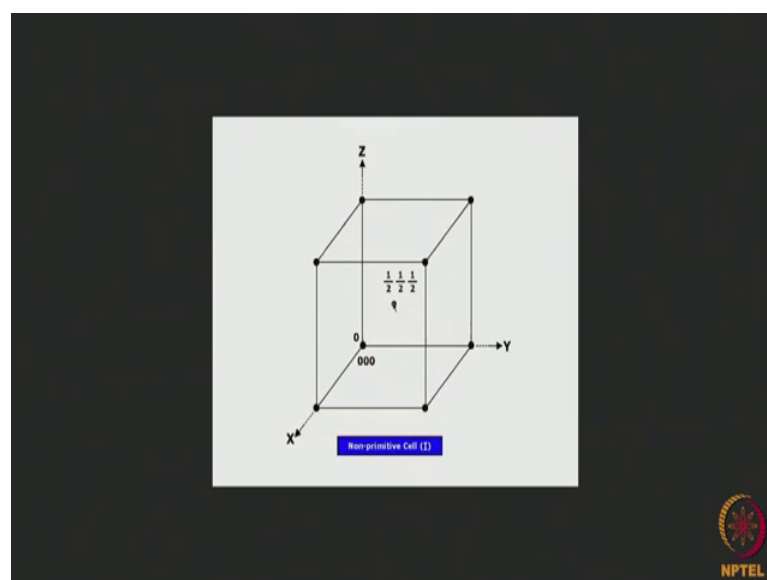 Z
1/2 1/2 1/2
0
000
Y
X
Non-primitive Cell (I)
NPTEL